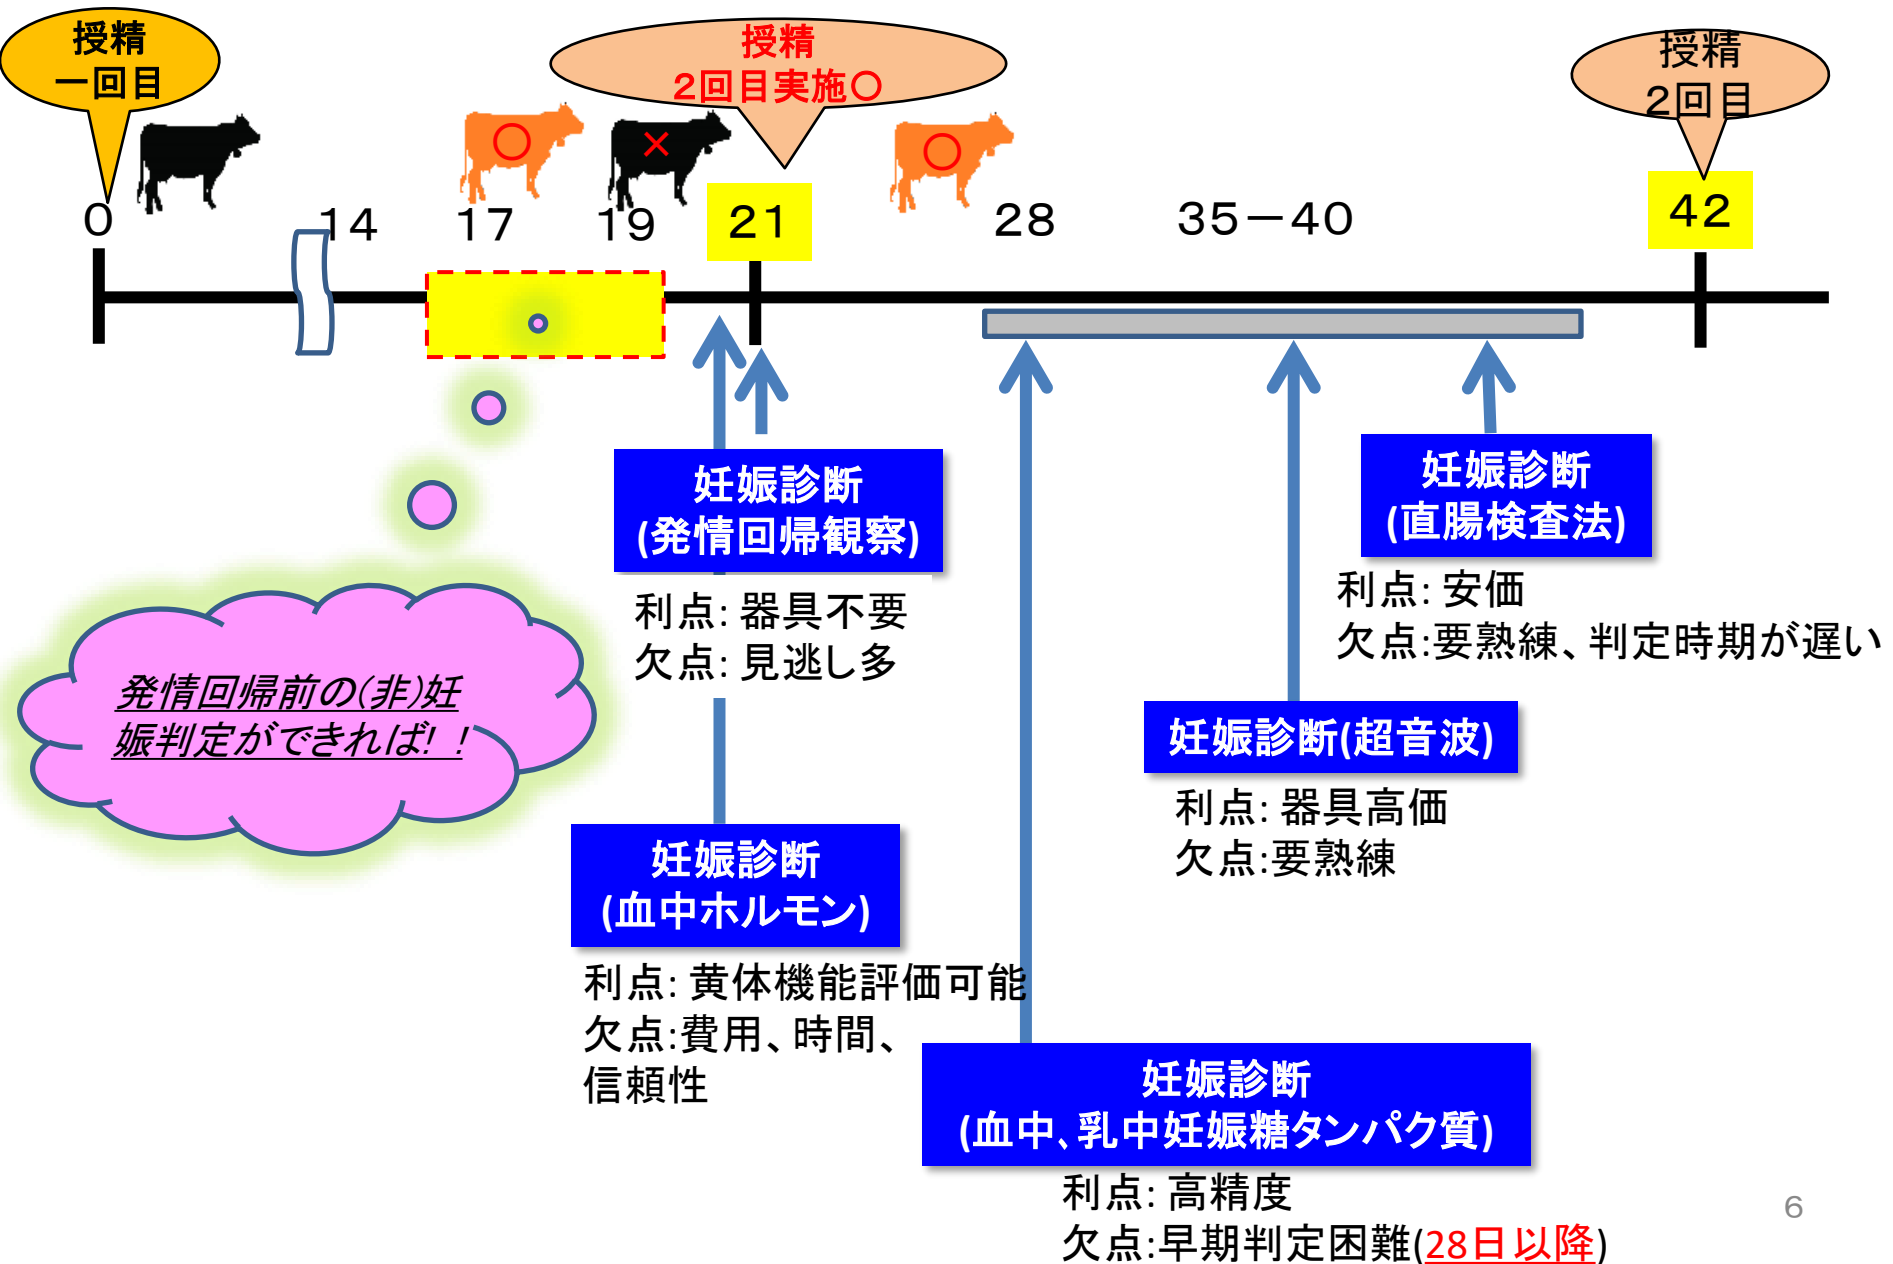 授精
一回目
授精
2回目実施〇
授精
2回目
〇
×
〇
0
14
17
19
21
28
35－40
42
妊娠診断
(発情回帰観察)
利点: 器具不要
欠点: 見逃し多
妊娠診断
(直腸検査法)
利点: 安価
欠点:要熟練、判定時期が遅い
発情回帰前の(非)妊
娠判定ができれば!！
妊娠診断(超音波)
利点: 器具高価
欠点:要熟練
妊娠診断
(血中ホルモン)
利点: 黄体機能評価可能
欠点:費用、時間、
信頼性
妊娠診断
(血中、乳中妊娠糖タンパク質)
利点: 高精度
欠点:早期判定困難(28日以降)
6